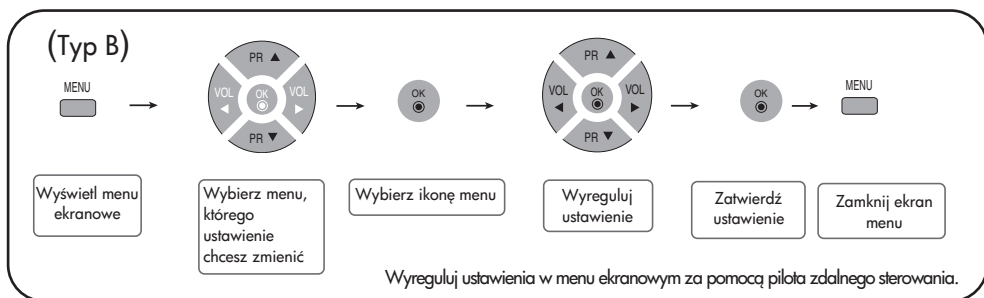 (Typ B)
MENU
PR ▲
VOL ◄
OK
VOL ►
PR ▼
OK
PR ▲
VOL ◄
OK
VOL ►
PR ▼
OK
MENU
Wyświetl menu
ekranowe
Wybierz menu,
którego
ustawienie
chcesz zmienić
Wybierz ikonę menu
Wyreguluj
ustawienie
Zatwierdź
ustawienie
Zamknij ekran
menu
Wyreguluj ustawienia w menu ekranowym za pomocą pilota zdalnego sterowania.